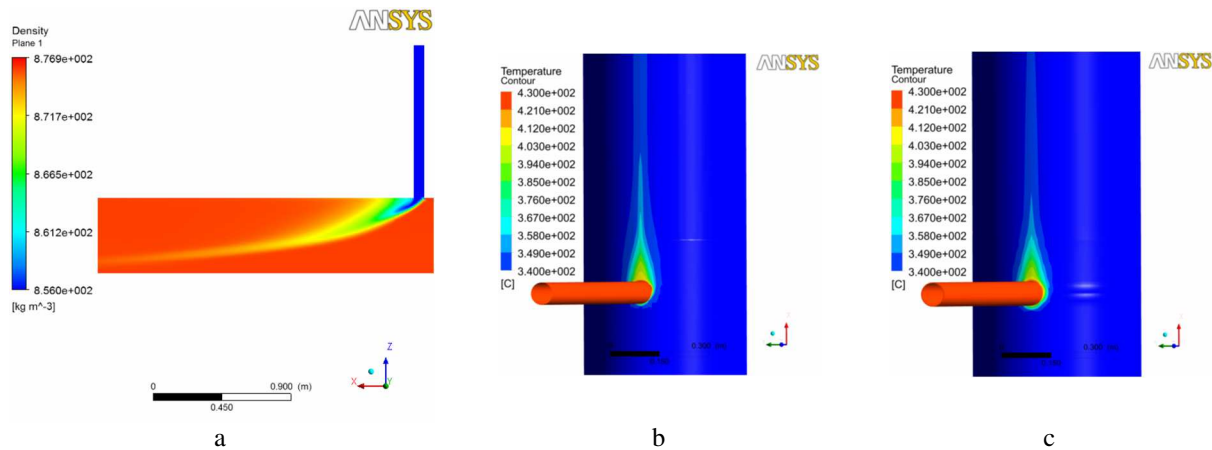 ANSYS
Density
Plane 1
8.769e+002
8.717e+002
8.665e+002
8.612e+002
8.560e+002
[kg m^-3]
Z
X
Y
0
0.900 (m)
0.450
a
ANSYS
Temperature
Contour
4.300e+002
4.210e+002
4.120e+002
4.030e+002
3.940e+002
3.850e+002
3.760e+002
3.670e+002
3.580e+002
3.490e+002
3.400e+002
[C]
0.300 (m)
b
ANSYS
Temperature
Contour
4.300e+002
4.210e+002
4.120e+002
4.030e+002
3.940e+002
3.850e+002
3.760e+002
3.670e+002
3.580e+002
3.490e+002
3.400e+002
[C]
0.300 (m)
c